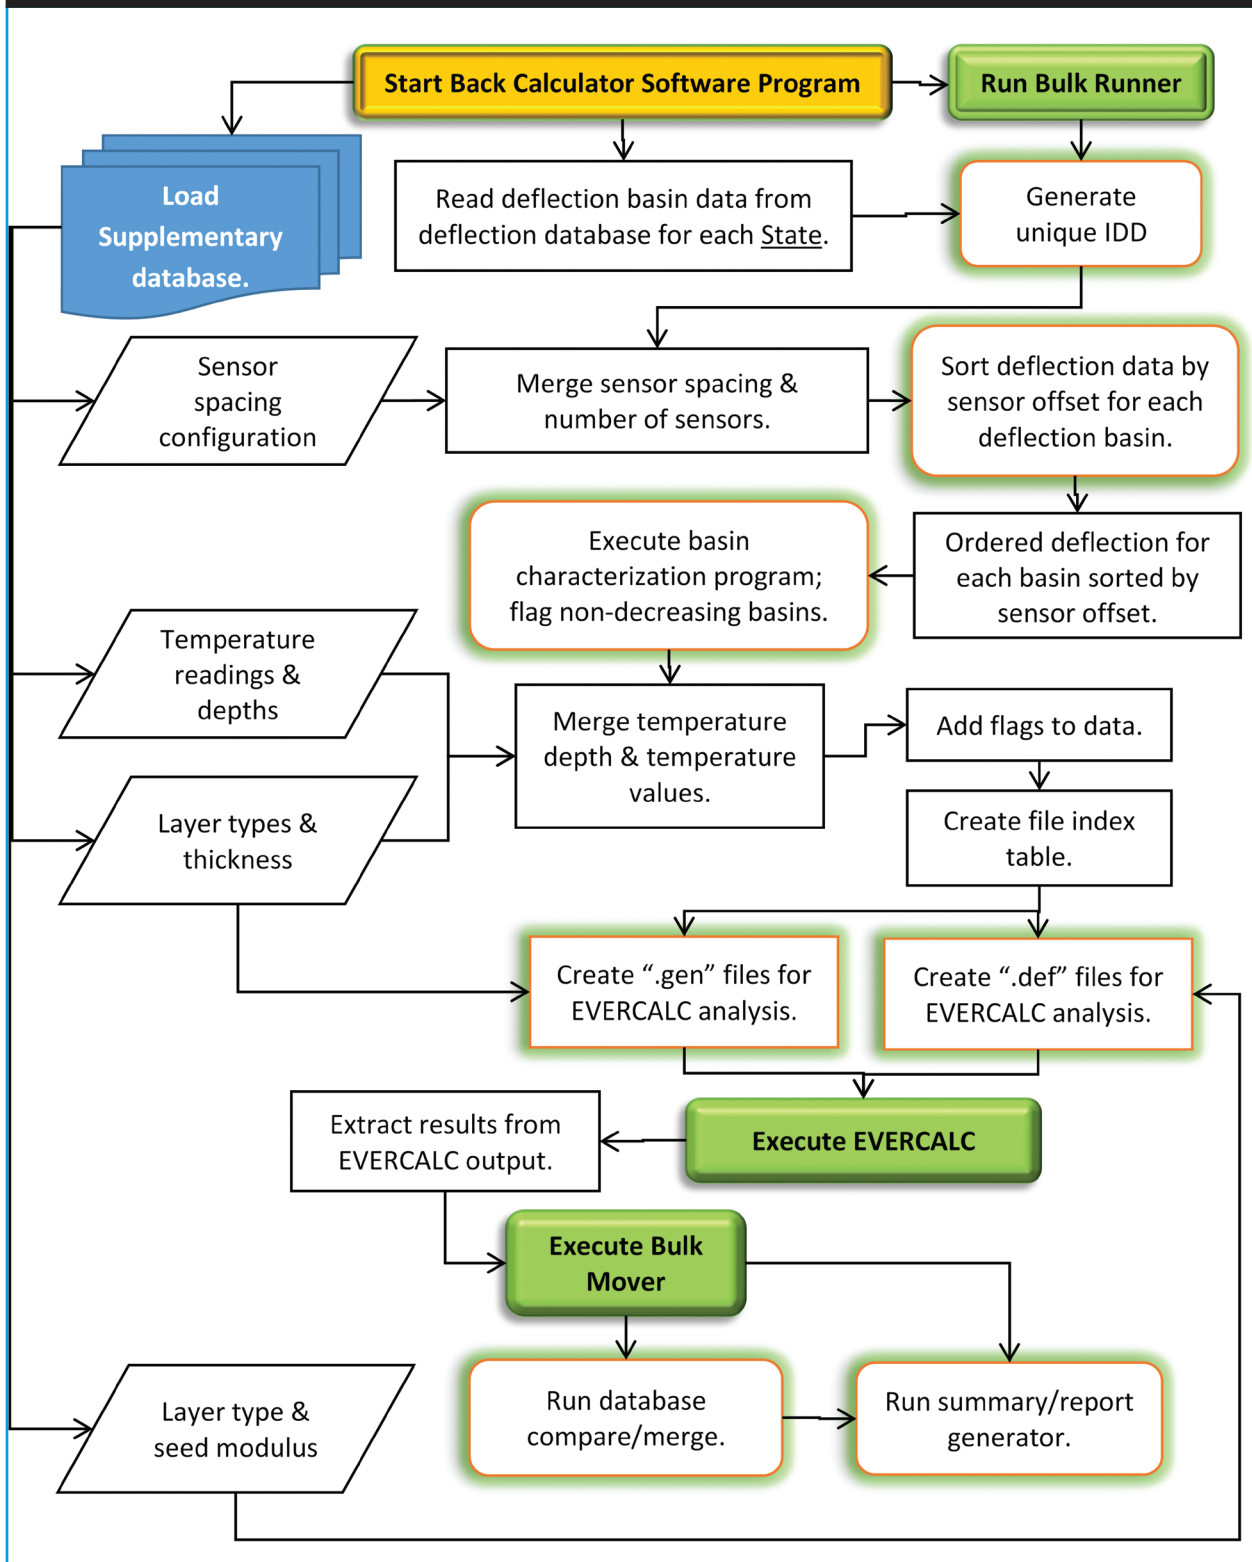 Start Back Calculator Software Program
Run Bulk Runner
Load
Supplementary
database.
Read deflection basin data from
deflection database for each State.
Generate
unique IDD
Sensor
spacing
configuration
Merge sensor spacing &
number of sensors.
Sort deflection data by
sensor offset for each
deflection basin.
Execute basin
characterization program;
flag non-decreasing basins.
Ordered deflection for
each basin sorted by
sensor offset.
Temperature
readings &
depths
Merge temperature
depth & temperature
values.
Add flags to data.
Layer types &
thickness
Create file index
table.
Create “.gen” files for
EVERCALC analysis.
Create “.def” files for
EVERCALC analysis.
Extract results from
EVERCALC output.
Execute EVERCALC
Execute Bulk
Mover
Layer type &
seed modulus
Run database
compare/merge.
Run summary/report
generator.